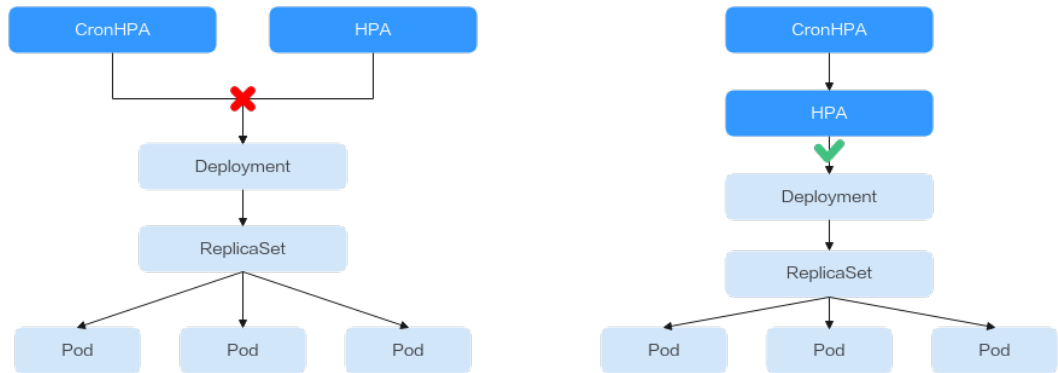 CronHPA
HPA
Deployment
ReplicaSet
Pod
Pod
Pod
CronHPA
HPA
Deployment
ReplicaSet
Pod
Pod
Pod